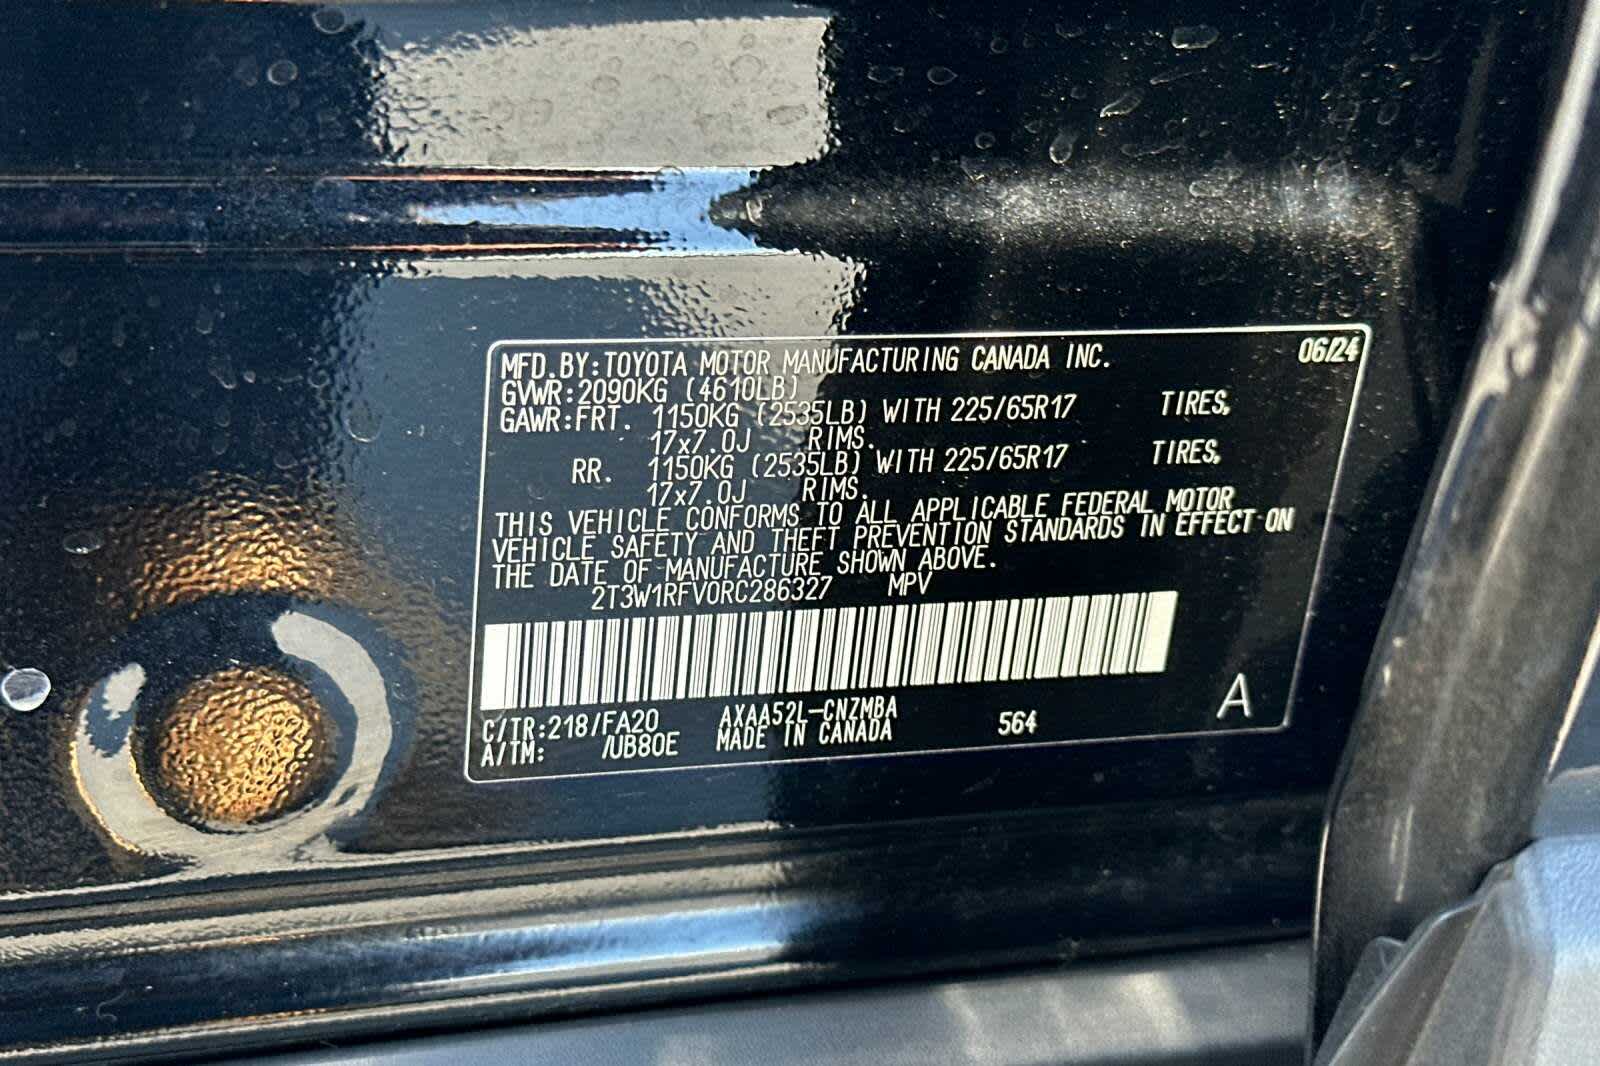 MFD. BY: TOYOTA MOTOR MANUFACTURING CANADA INC. 06/24
GVWR: 2090KG (4610LB)
GAWR: FRT. 1150KG (2535LB) WITH 225/65R17 TIRES,
17x7.0J RIMS.
RR. 1150KG (2535LB) WITH 225/65R17 TIRES,
17x7.0J RIMS.
THIS VEHICLE CONFORMS TO ALL APPLICABLE FEDERAL MOTOR
VEHICLE SAFETY AND THEFT PREVENTION STANDARDS IN EFFECT ON
THE DATE OF MANUFACTURE SHOWN ABOVE.
2T3W1RFV0RC286327 MPV
C/TR: 218/FA20 AXAA52L-CNZMBA 564 A
A/TM: /UB80E MADE IN CANADA